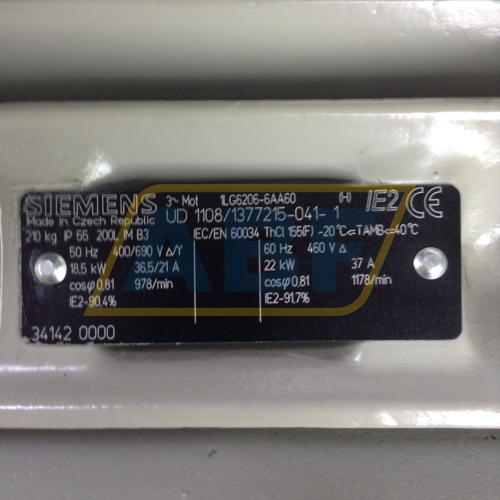 SIEMENS 3~ Mot 1LG6206-6AA60 (H) IE2 CE
Made in Czech Republic UD 1108/1377215-041- 1
210 kg IP 55 200L IM B3 IEC/EN 60034 ThCl 155(F) -20°C<=TAMB<=40°C
50 Hz 400/690 V Δ/Y 60 Hz 460 V Δ
18,5 kW 36,5/21 A 22 kW 37 A
cosφ 0,81 978/min cosφ 0,81 1178/min
IE2-90,4% IE2-91,7%
34142 0000
AEF